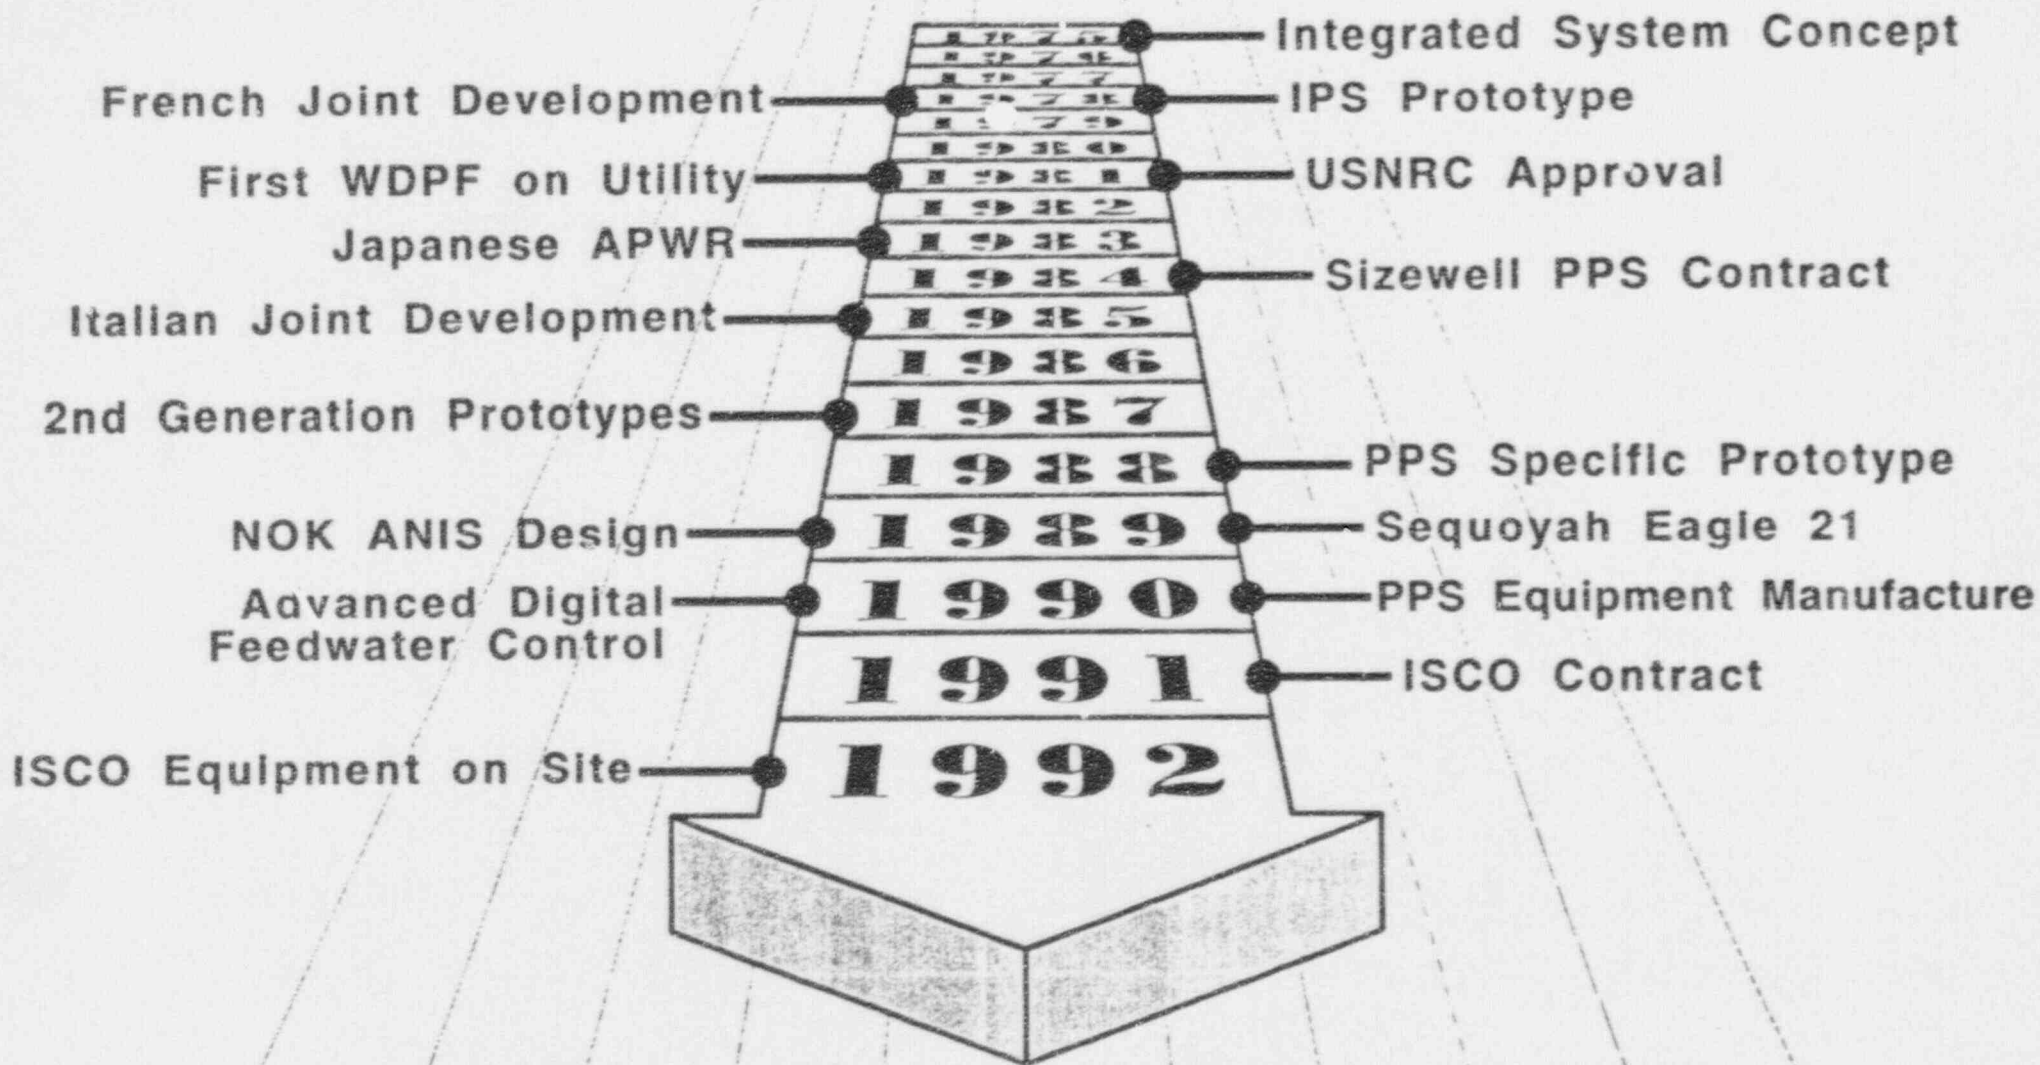 1975 Integrated System Concept
1976
1977
French Joint Development 1978 IPS Prototype
1979
1980
First WDPF on Utility 1981 USNRC Approval
1982
Japanese APWR 1983
1984 Sizewell PPS Contract
Italian Joint Development 1985
1986
2nd Generation Prototypes 1987
1988 PPS Specific Prototype
NOK ANIS Design 1989 Sequoyah Eagle 21
Advanced Digital 1990 PPS Equipment Manufacture
Feedwater Control
1991 ISCO Contract
ISCO Equipment on Site 1992